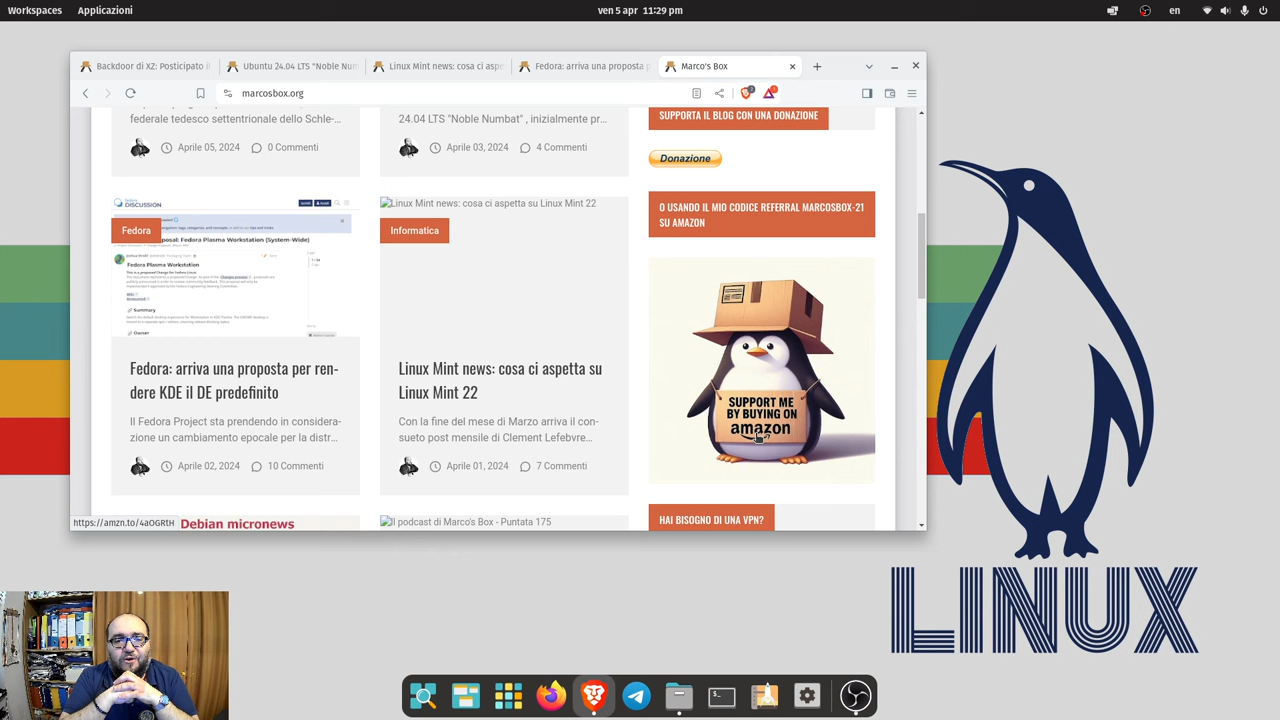 Workspaces Applicazioni ven 5 apr 11:29 pm en
Backdoor di XZ: Posticipato i Ubuntu 24.04 LTS "Noble Num Linux Mint news: cosa ci aspe Fedora: arriva una proposta p Marco's Box
marcosbox.org
federale tedesco settentrionale dello Schle-...
Aprile 05, 2024 0 Commenti
24.04 LTS "Noble Numbat" , inizialmente pr...
Aprile 03, 2024 4 Commenti
SUPPORTA IL BLOG CON UNA DONAZIONE
Donazione
O USANDO IL MIO CODICE REFERRAL MARCOSBOX-21
SU AMAZON
fedora
DISCUSSION
Fedora
Fedora Plasma Workstation
Summary
Owner
Fedora: arriva una proposta per ren-
dere KDE il DE predefinito
Il Fedora Project sta prendendo in considera-
zione un cambiamento epocale per la distr...
Aprile 02, 2024 10 Commenti
Linux Mint news: cosa ci aspetta su Linux Mint 22
Informatica
Linux Mint news: cosa ci aspetta su
Linux Mint 22
Con la fine del mese di Marzo arriva il con-
sueto post mensile di Clement Lefebvre...
Aprile 01, 2024 7 Commenti
SUPPORT ME
BY BUYING ON
amazon
HAI BISOGNO DI UNA VPN?
https://amzn.to/4aOGRtH
Debian micronews
Il podcast di Marco's Box - Puntata 175
LINUX